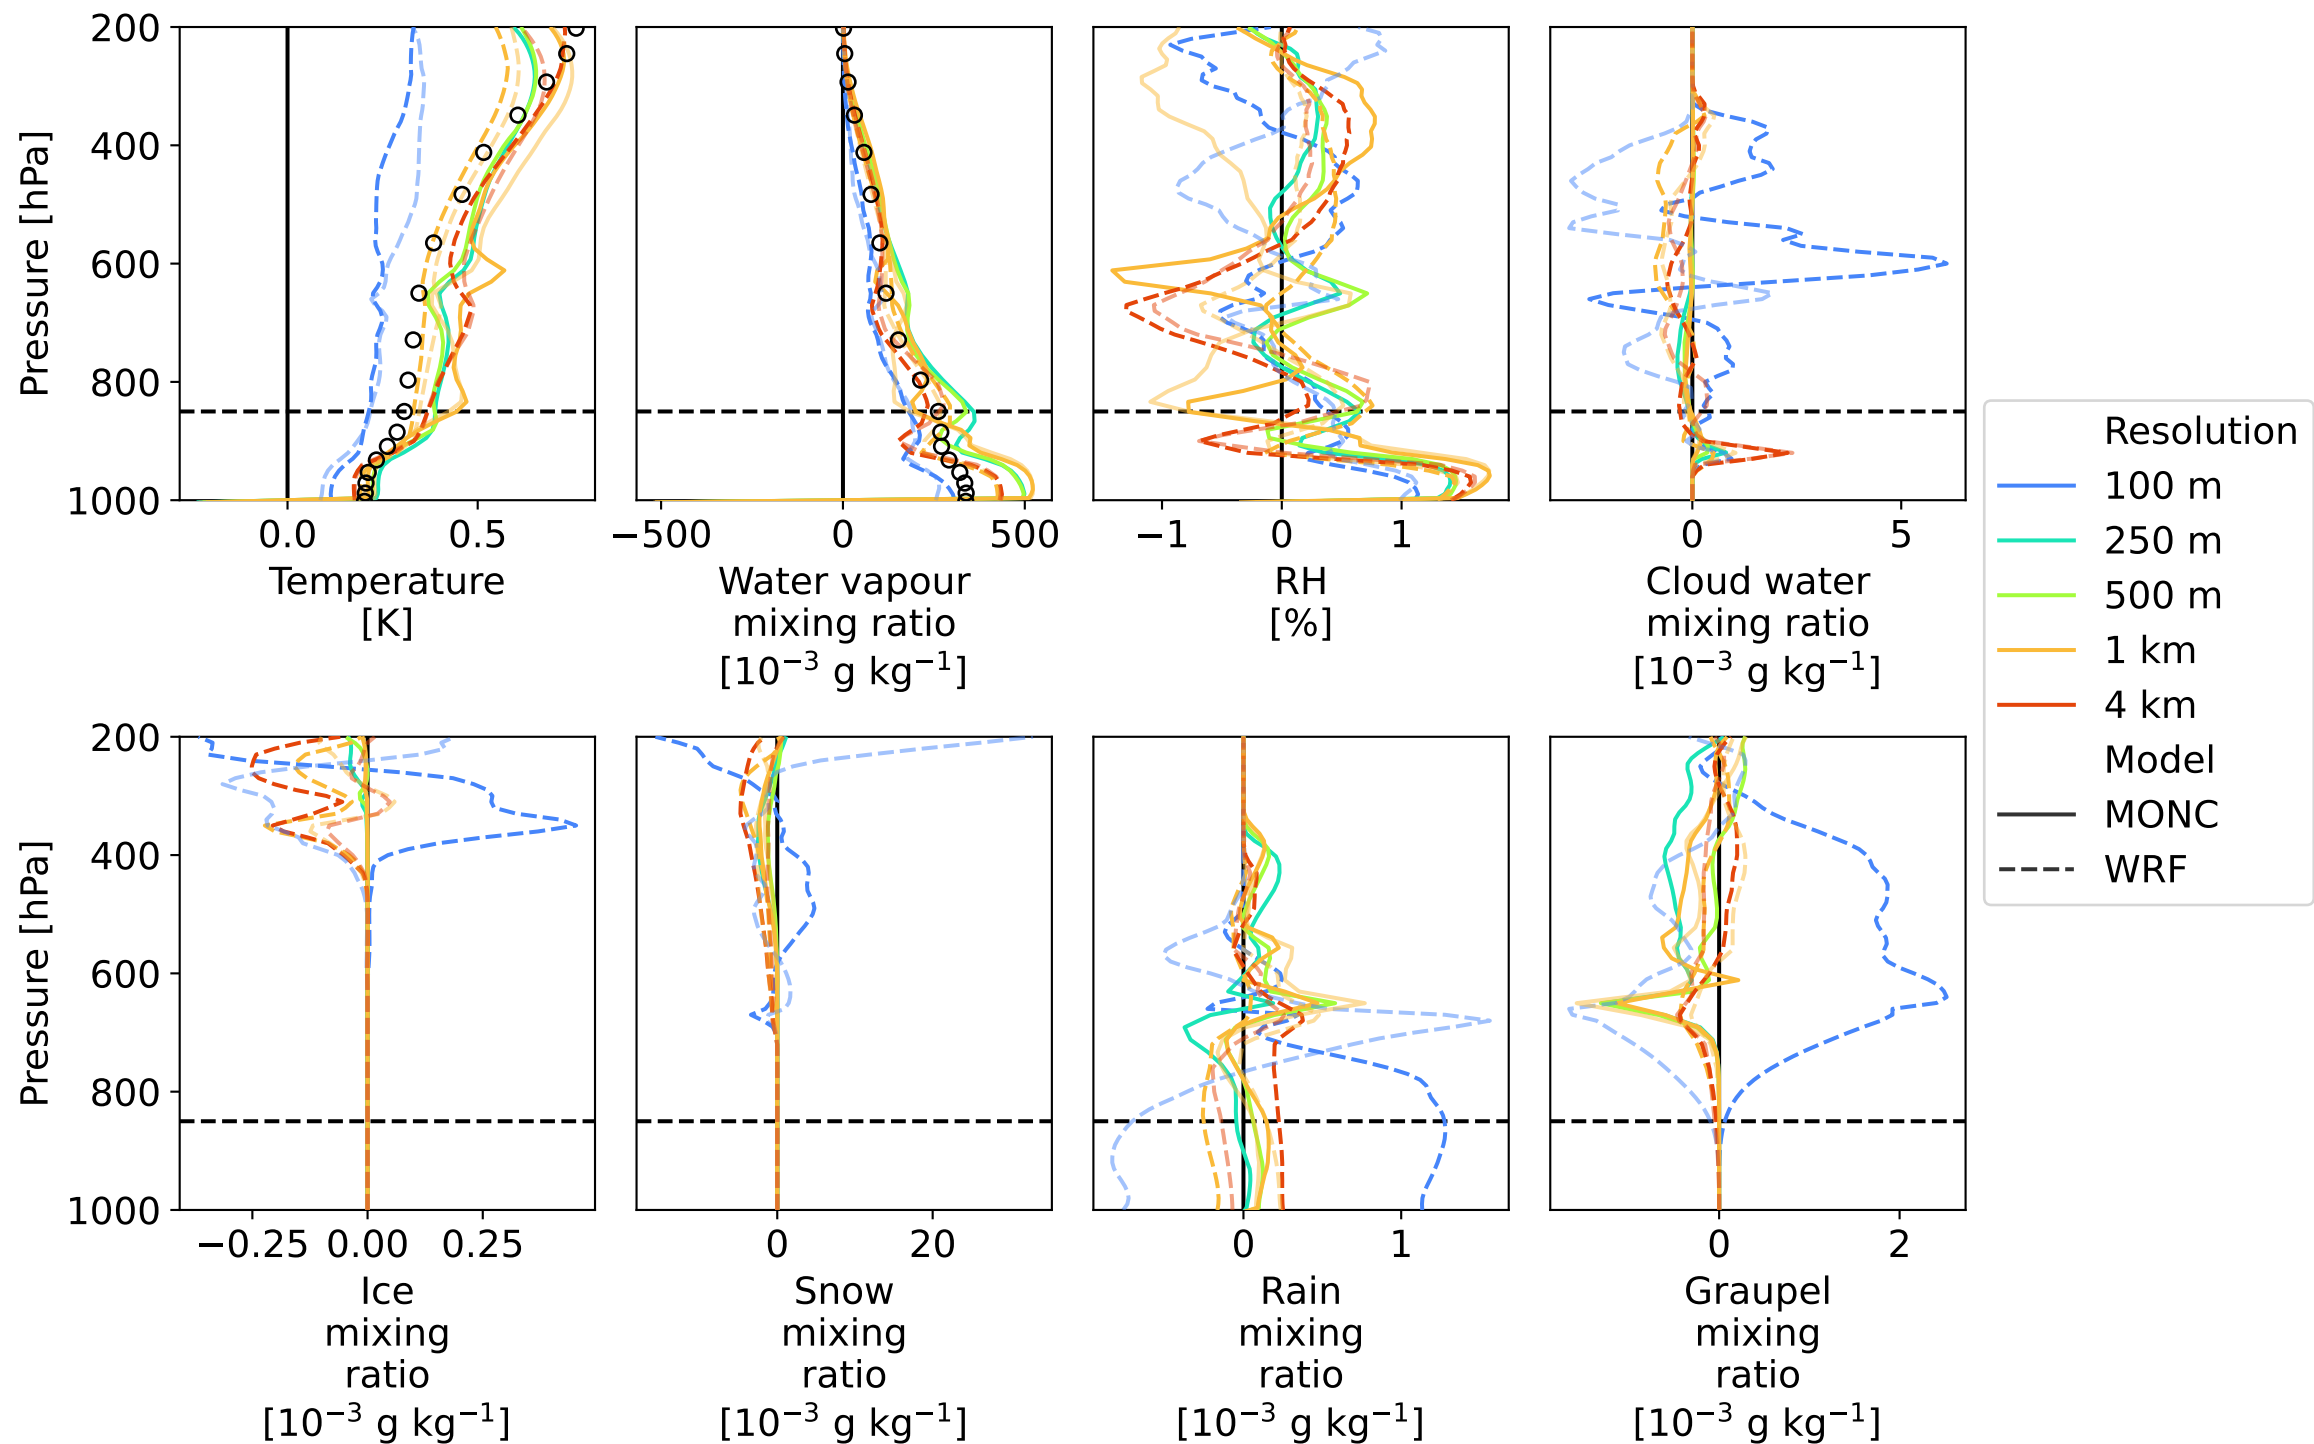 200
400
600
800
1000
Pressure [hPa]
0.0 0.5
Temperature
[K]
−500 0 500
Water vapour
mixing ratio
[10⁻³ g kg⁻¹]
−1 0 1
RH
[%]
0 5
Cloud water
mixing ratio
[10⁻³ g kg⁻¹]
Resolution
100 m
250 m
500 m
1 km
4 km
Model
MONC
WRF
200
400
600
800
1000
Pressure [hPa]
−0.25 0.00 0.25
Ice
mixing
ratio
[10⁻³ g kg⁻¹]
0 20
Snow
mixing
ratio
[10⁻³ g kg⁻¹]
0 1
Rain
mixing
ratio
[10⁻³ g kg⁻¹]
0 2
Graupel
mixing
ratio
[10⁻³ g kg⁻¹]